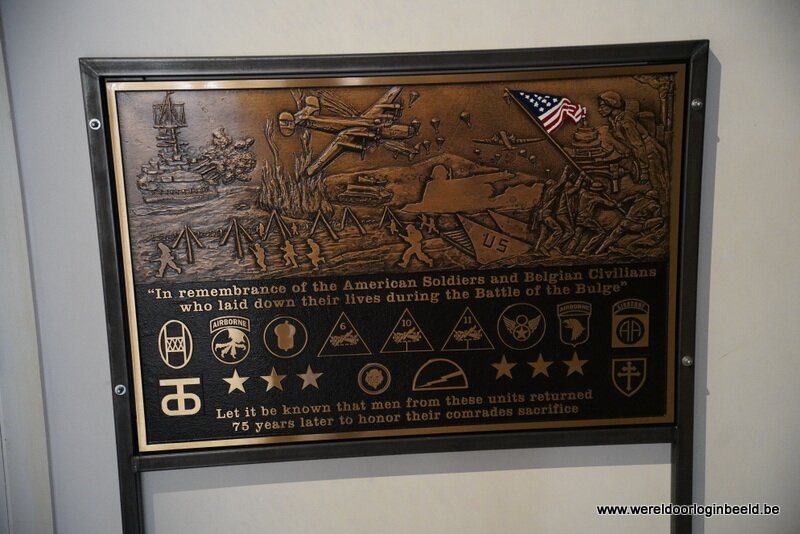 US
"In remembrance of the American Soldiers and Belgian Civilians
who laid down their lives during the Battle of the Bulge"
AIRBORNE
6
10
11
AIRBORNE
AIRBORNE
AA
Let it be known that men from these units returned
75 years later to honor their comrades sacrifice
www.wereldoorloginbeeld.be